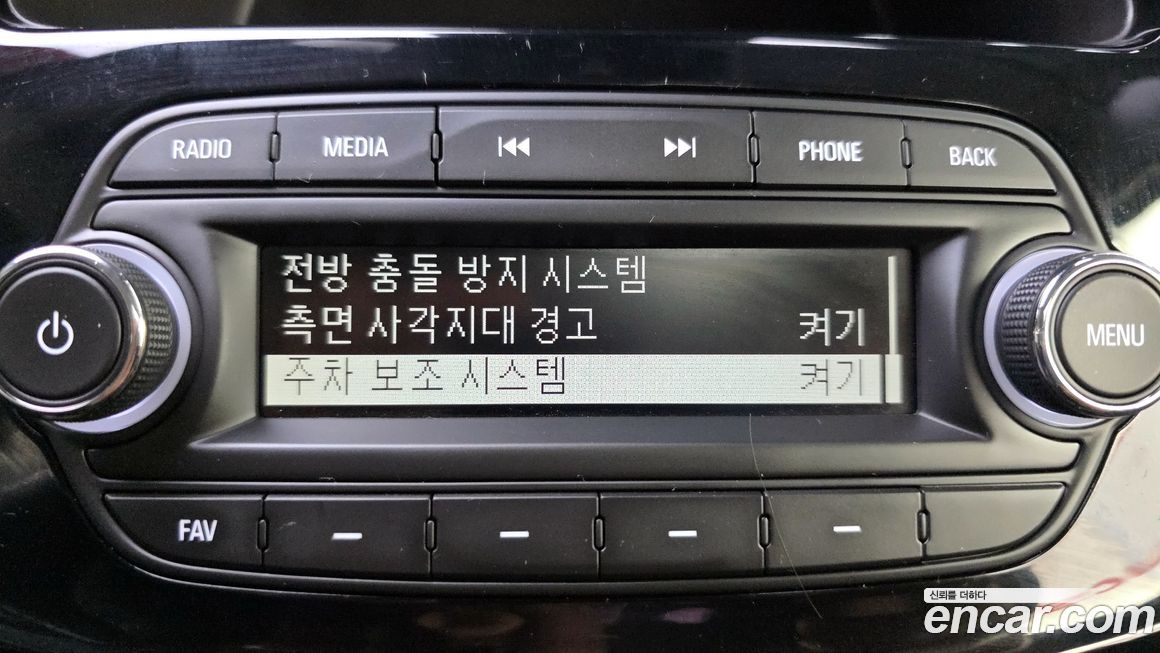 RADIO MEDIA PHONE BACK
전방 충돌 방지 시스템
측면 사각지대 경고 켜기
주차 보조 시스템 켜기
MENU
FAV
신뢰를 더하다
encar.com